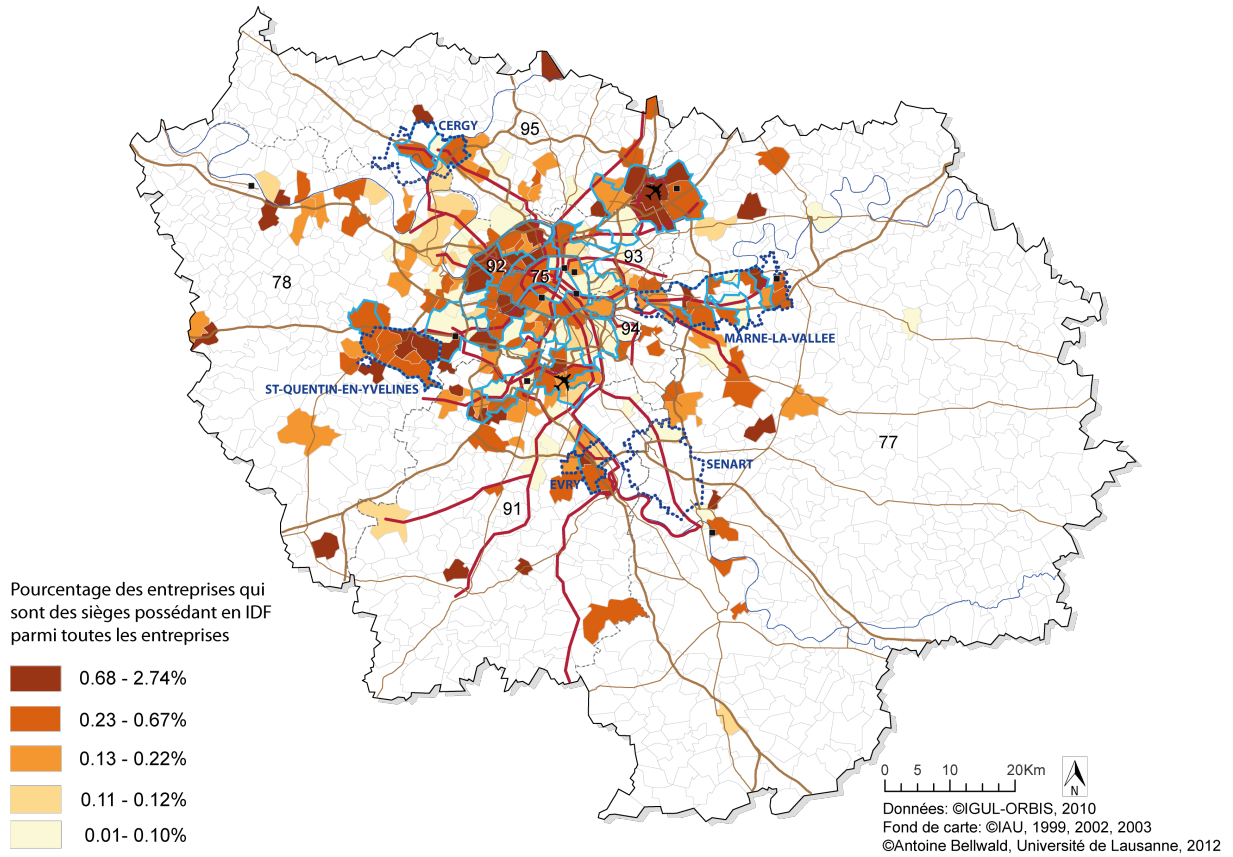 CERGY
95
93
92
75
78
94
MARNE-LA-VALLEE
ST-QUENTIN-EN-YVELINES
77
SENART
EVRY
91
Pourcentage des entreprises qui
sont des sièges possédant en IDF
parmi toutes les entreprises
0.68 - 2.74%
0.23 - 0.67%
0.13 - 0.22%
0.11 - 0.12%
0.01- 0.10%
0 5 10 20Km
N
Données: ©IGUL-ORBIS, 2010
Fond de carte: ©IAU, 1999, 2002, 2003
©Antoine Bellwald, Université de Lausanne, 2012